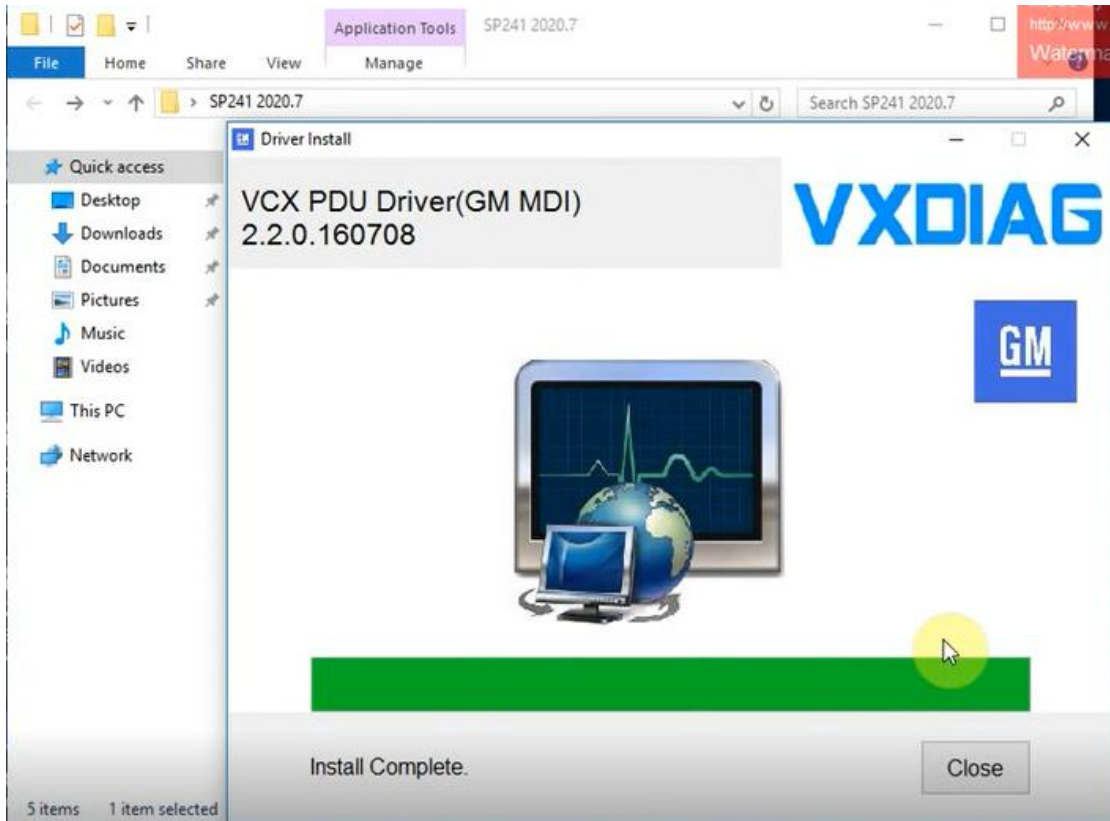 Application Tools
SP241 2020.7
http://www
File
Home
Share
View
Manage
SP241 2020.7
Search SP241 2020.7
Driver Install
Quick access
Desktop
Downloads
Documents
Pictures
Music
Videos
This PC
Network
VCX PDU Driver(GM MDI)
2.2.0.160708
VXDIAG
GM
Install Complete.
Close
5 items
1 item selected